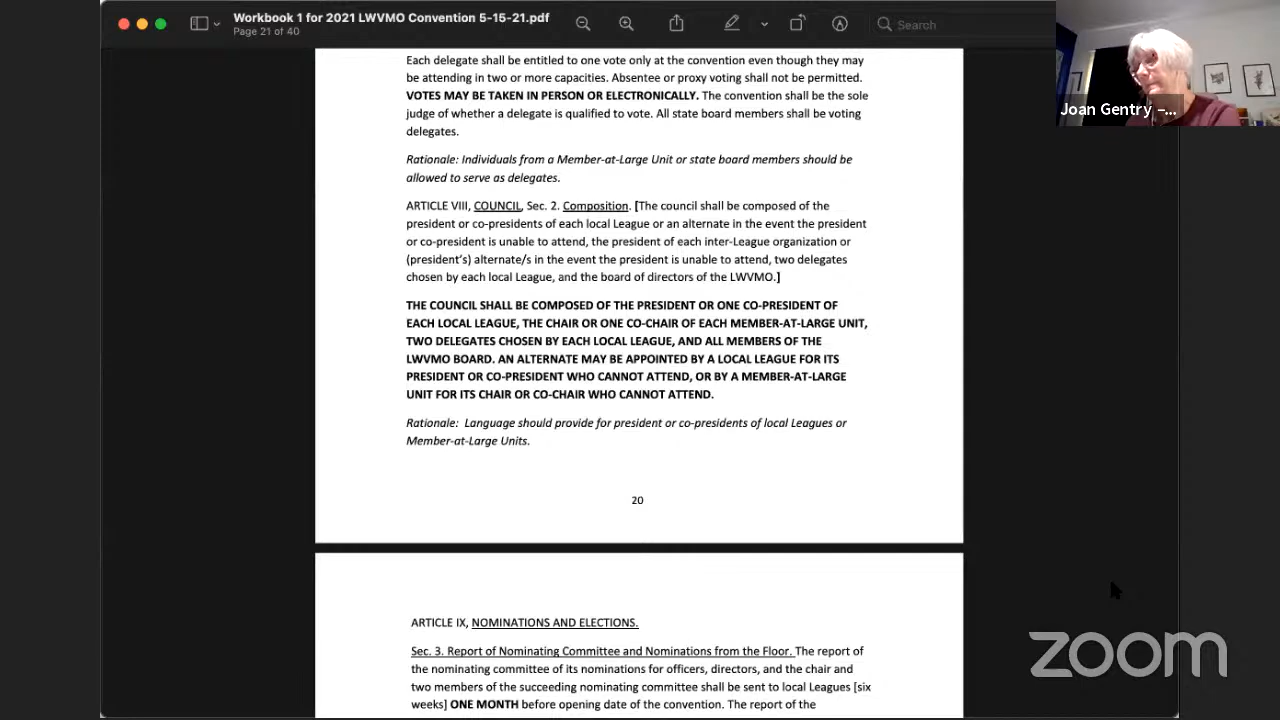 Workbook 1 for 2021 LWVMO Convention 5-15-21.pdf
Page 21 of 40
Search
Joan Gentry –...
Each delegate shall be entitled to one vote only at the convention even though they may
be attending in two or more capacities. Absentee or proxy voting shall not be permitted.
VOTES MAY BE TAKEN IN PERSON OR ELECTRONICALLY. The convention shall be the sole
judge of whether a delegate is qualified to vote. All state board members shall be voting
delegates.
Rationale: Individuals from a Member-at-Large Unit or state board members should be
allowed to serve as delegates.
ARTICLE VIII, COUNCIL, Sec. 2. Composition. [The council shall be composed of the
president or co-presidents of each local League or an alternate in the event the president
or co-president is unable to attend, the president of each inter-League organization or
(president's) alternate/s in the event the president is unable to attend, two delegates
chosen by each local League, and the board of directors of the LWVMO.]
THE COUNCIL SHALL BE COMPOSED OF THE PRESIDENT OR ONE CO-PRESIDENT OF
EACH LOCAL LEAGUE, THE CHAIR OR ONE CO-CHAIR OF EACH MEMBER-AT-LARGE UNIT,
TWO DELEGATES CHOSEN BY EACH LOCAL LEAGUE, AND ALL MEMBERS OF THE
LWVMO BOARD. AN ALTERNATE MAY BE APPOINTED BY A LOCAL LEAGUE FOR ITS
PRESIDENT OR CO-PRESIDENT WHO CANNOT ATTEND, OR BY A MEMBER-AT-LARGE
UNIT FOR ITS CHAIR OR CO-CHAIR WHO CANNOT ATTEND.
Rationale: Language should provide for president or co-presidents of local Leagues or
Member-at-Large Units.
20
ARTICLE IX, NOMINATIONS AND ELECTIONS.
Sec. 3. Report of Nominating Committee and Nominations from the Floor. The report of
the nominating committee of its nominations for officers, directors, and the chair and
two members of the succeeding nominating committee shall be sent to local Leagues [six
weeks] ONE MONTH before opening date of the convention. The report of the
zoom